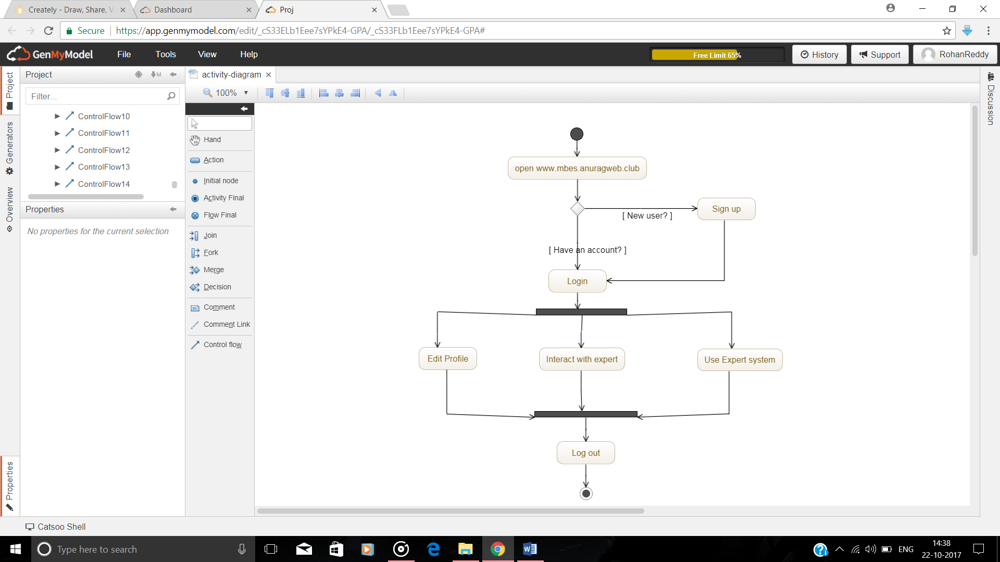 Creately - Draw, Share, V
Dashboard
Proj
Secure
https://app.genmymodel.com/edit/_cS33ELb1Eee7sYPkE4-GPA/_cS33FLb1Eee7sYPkE4-GPA#
GenMyModel
File
Tools
View
Help
Free Limit 65%
History
Support
RohanReddy
Project
Generators
Overview
Properties
Project
M
Filter...
ControlFlow10
ControlFlow11
ControlFlow12
ControlFlow13
ControlFlow14
Properties
No properties for the current selection
activity-diagram
100%
Hand
Action
Initial node
Activity Final
Flow Final
Join
Fork
Merge
Decision
Comment
Comment Link
Control flow
open www.mbes.anuragweb.club
[ New user? ]
Sign up
[ Have an account? ]
Login
Edit Profile
Interact with expert
Use Expert system
Log out
Discussion
Catsoo Shell
Type here to search
ENG
14:38
22-10-2017